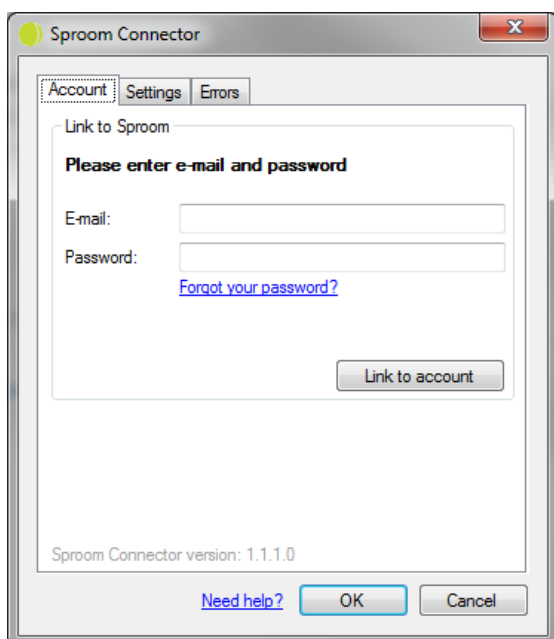 Sproom Connector
Account Settings Errors
Link to Sproom
Please enter e-mail and password
E-mail:
Password:
Forgot your password?
Link to account
Sproom Connector version: 1.1.1.0
Need help? OK Cancel